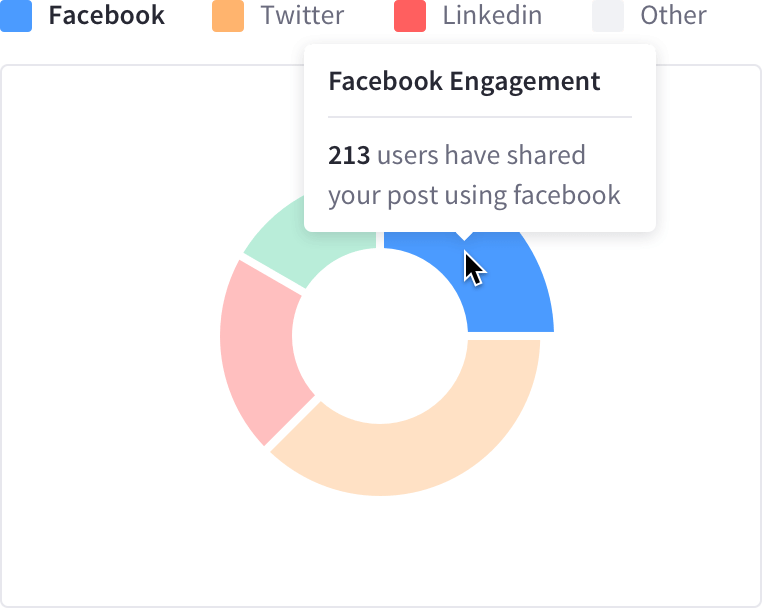 Facebook Twitter Linkedin Other
Facebook Engagement
213 users have shared
your post using facebook